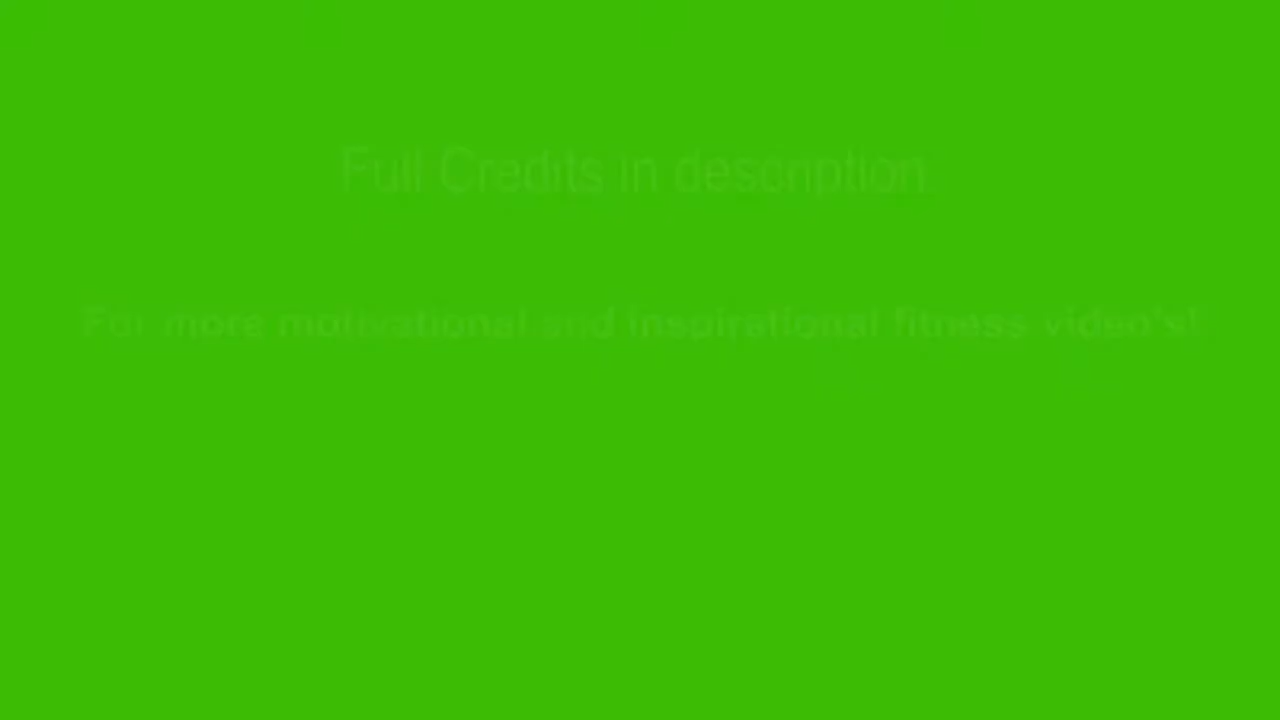 Full Credits in description.
For more motivational and inspirational fitness video's!